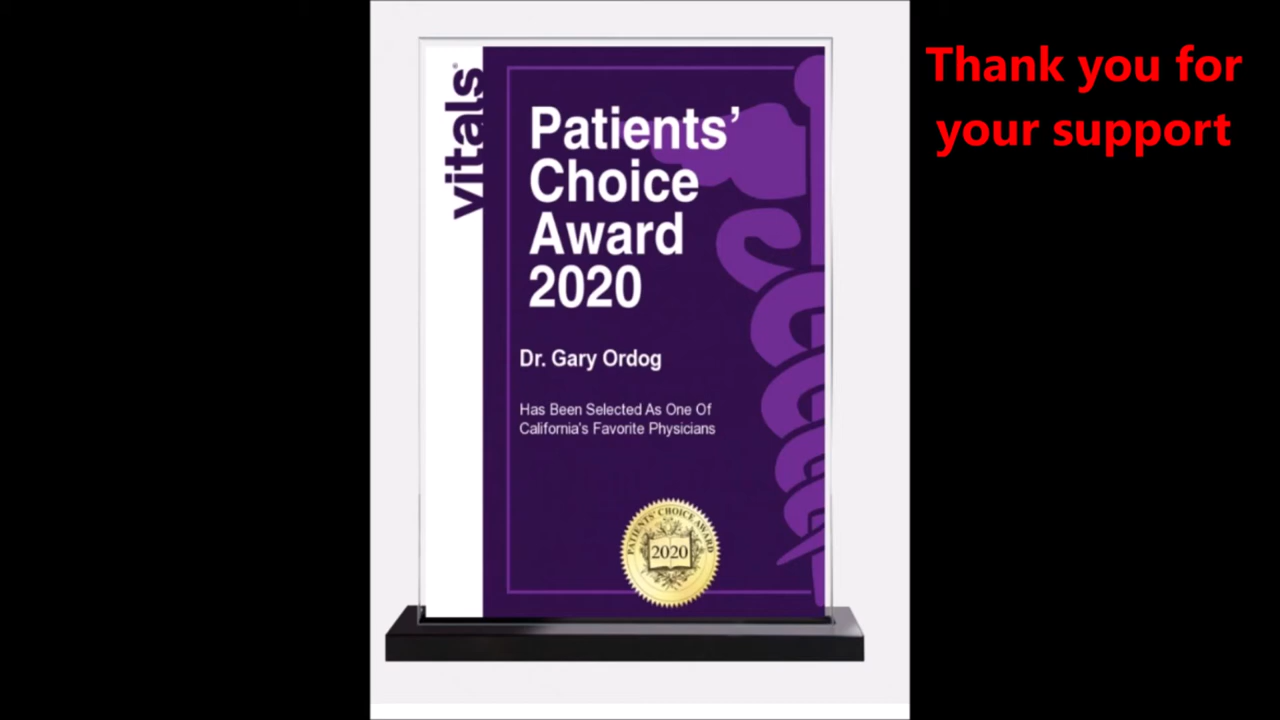 Thank you for
your support
vitals®
Patients’
Choice
Award
2020
Dr. Gary Ordog
Has Been Selected As One Of
California's Favorite Physicians
PATIENTS' CHOICE AWARD
2020